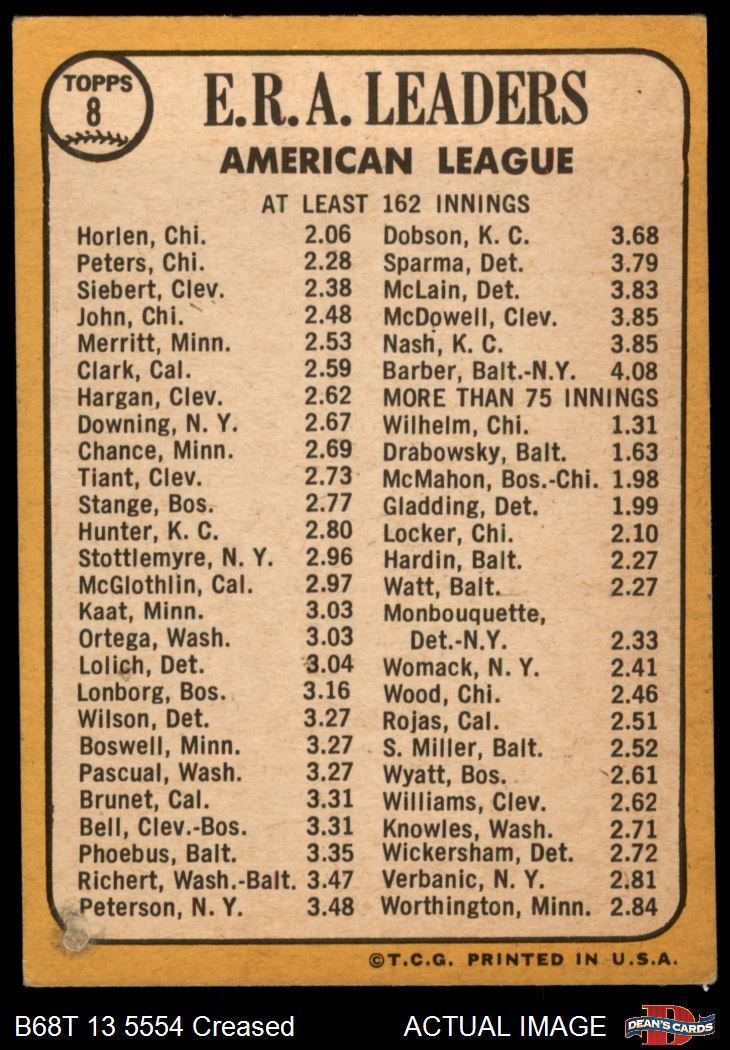 TOPPS
8
E.R.A. LEADERS
AMERICAN LEAGUE
AT LEAST 162 INNINGS
Horlen, Chi. 2.06
Peters, Chi. 2.28
Siebert, Clev. 2.38
John, Chi. 2.48
Merritt, Minn. 2.53
Clark, Cal. 2.59
Hargan, Clev. 2.62
Downing, N. Y. 2.67
Chance, Minn. 2.69
Tiant, Clev. 2.73
Stange, Bos. 2.77
Hunter, K. C. 2.80
Stottlemyre, N. Y. 2.96
McGlothlin, Cal. 2.97
Kaat, Minn. 3.03
Ortega, Wash. 3.03
Lolich, Det. 3.04
Lonborg, Bos. 3.16
Wilson, Det. 3.27
Boswell, Minn. 3.27
Pascual, Wash. 3.27
Brunet, Cal. 3.31
Bell, Clev.-Bos. 3.31
Phoebus, Balt. 3.35
Richert, Wash.-Balt. 3.47
Peterson, N. Y. 3.48
Dobson, K. C. 3.68
Sparma, Det. 3.79
McLain, Det. 3.83
McDowell, Clev. 3.85
Nash, K. C. 3.85
Barber, Balt.-N.Y. 4.08
MORE THAN 75 INNINGS
Wilhelm, Chi. 1.31
Drabowsky, Balt. 1.63
McMahon, Bos.-Chi. 1.98
Gladding, Det. 1.99
Locker, Chi. 2.10
Hardin, Balt. 2.27
Watt, Balt. 2.27
Monbouquette,
Det.-N.Y. 2.33
Womack, N. Y. 2.41
Wood, Chi. 2.46
Rojas, Cal. 2.51
S. Miller, Balt. 2.52
Wyatt, Bos. 2.61
Williams, Clev. 2.62
Knowles, Wash. 2.71
Wickersham, Det. 2.72
Verbanic, N. Y. 2.81
Worthington, Minn. 2.84
©T.C.G. PRINTED IN U.S.A.
B68T 13 5554 Creased ACTUAL IMAGE
D
DEAN'S CARDS